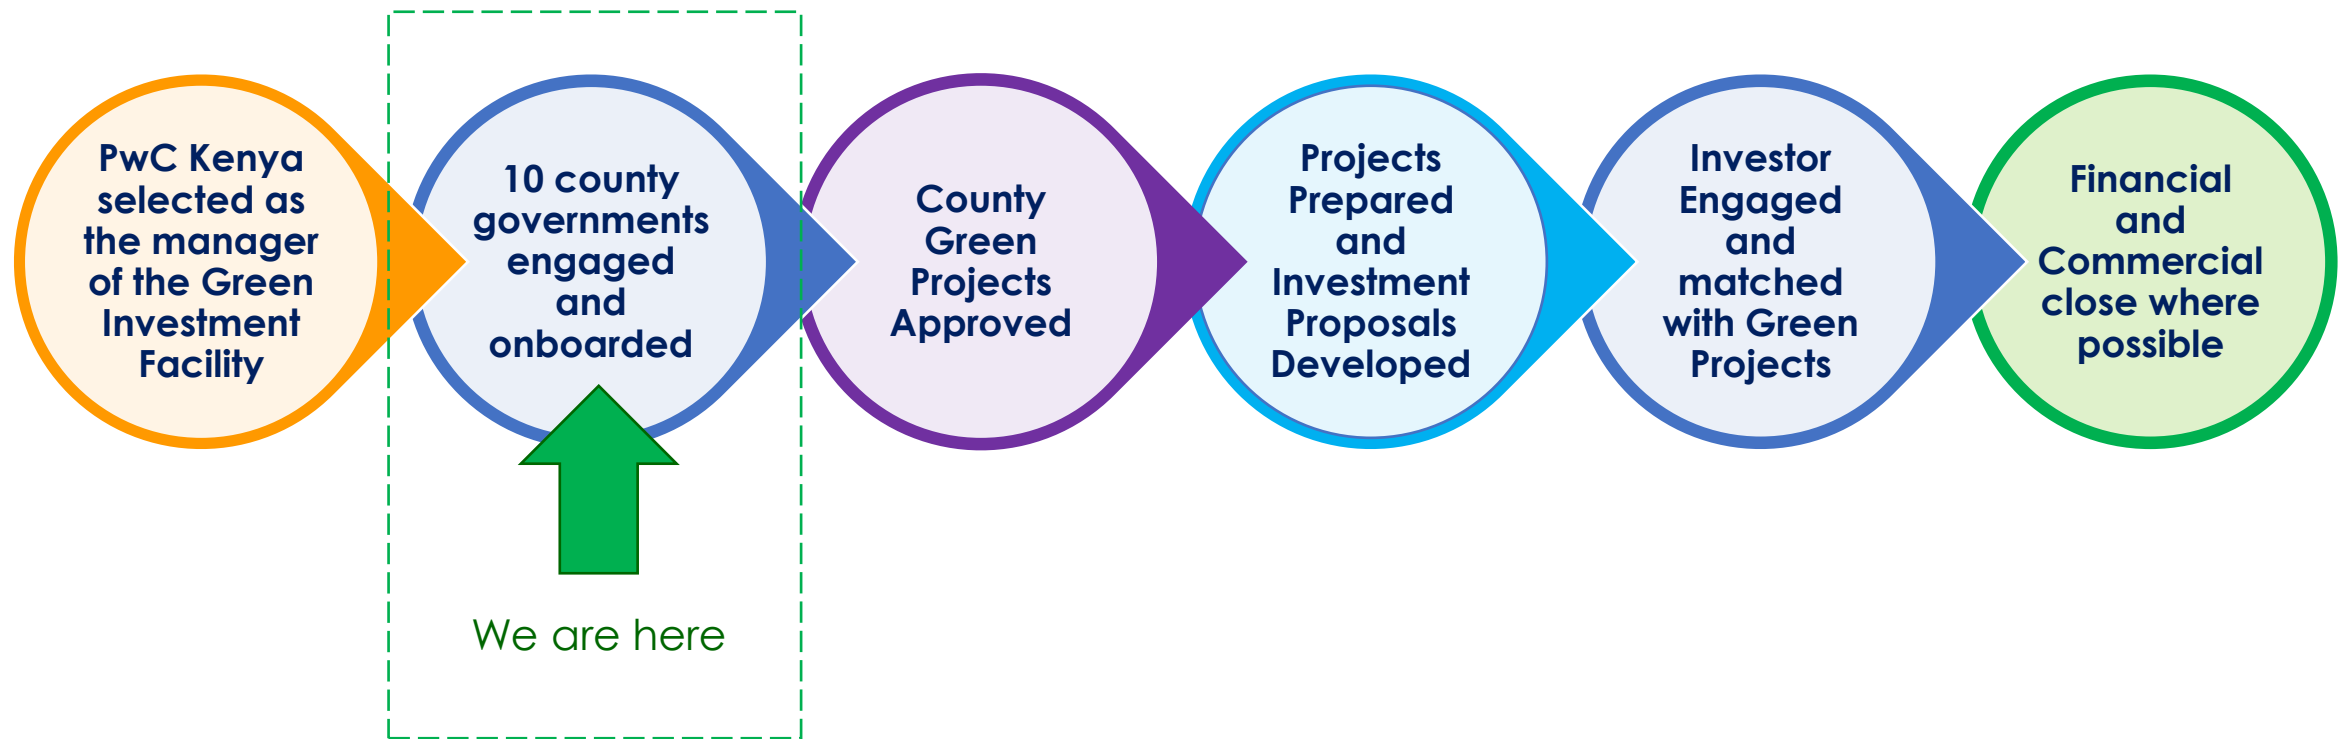 PwC Kenya
selected as
the manager
of the Green
Investment
Facility
10 county
governments
engaged
and
onboarded
County
Green
Projects
Approved
Projects
Prepared
and
Investment
Proposals
Developed
Investor
Engaged
and
matched
with Green
Projects
Financial
and
Commercial
close where
possible
We are here